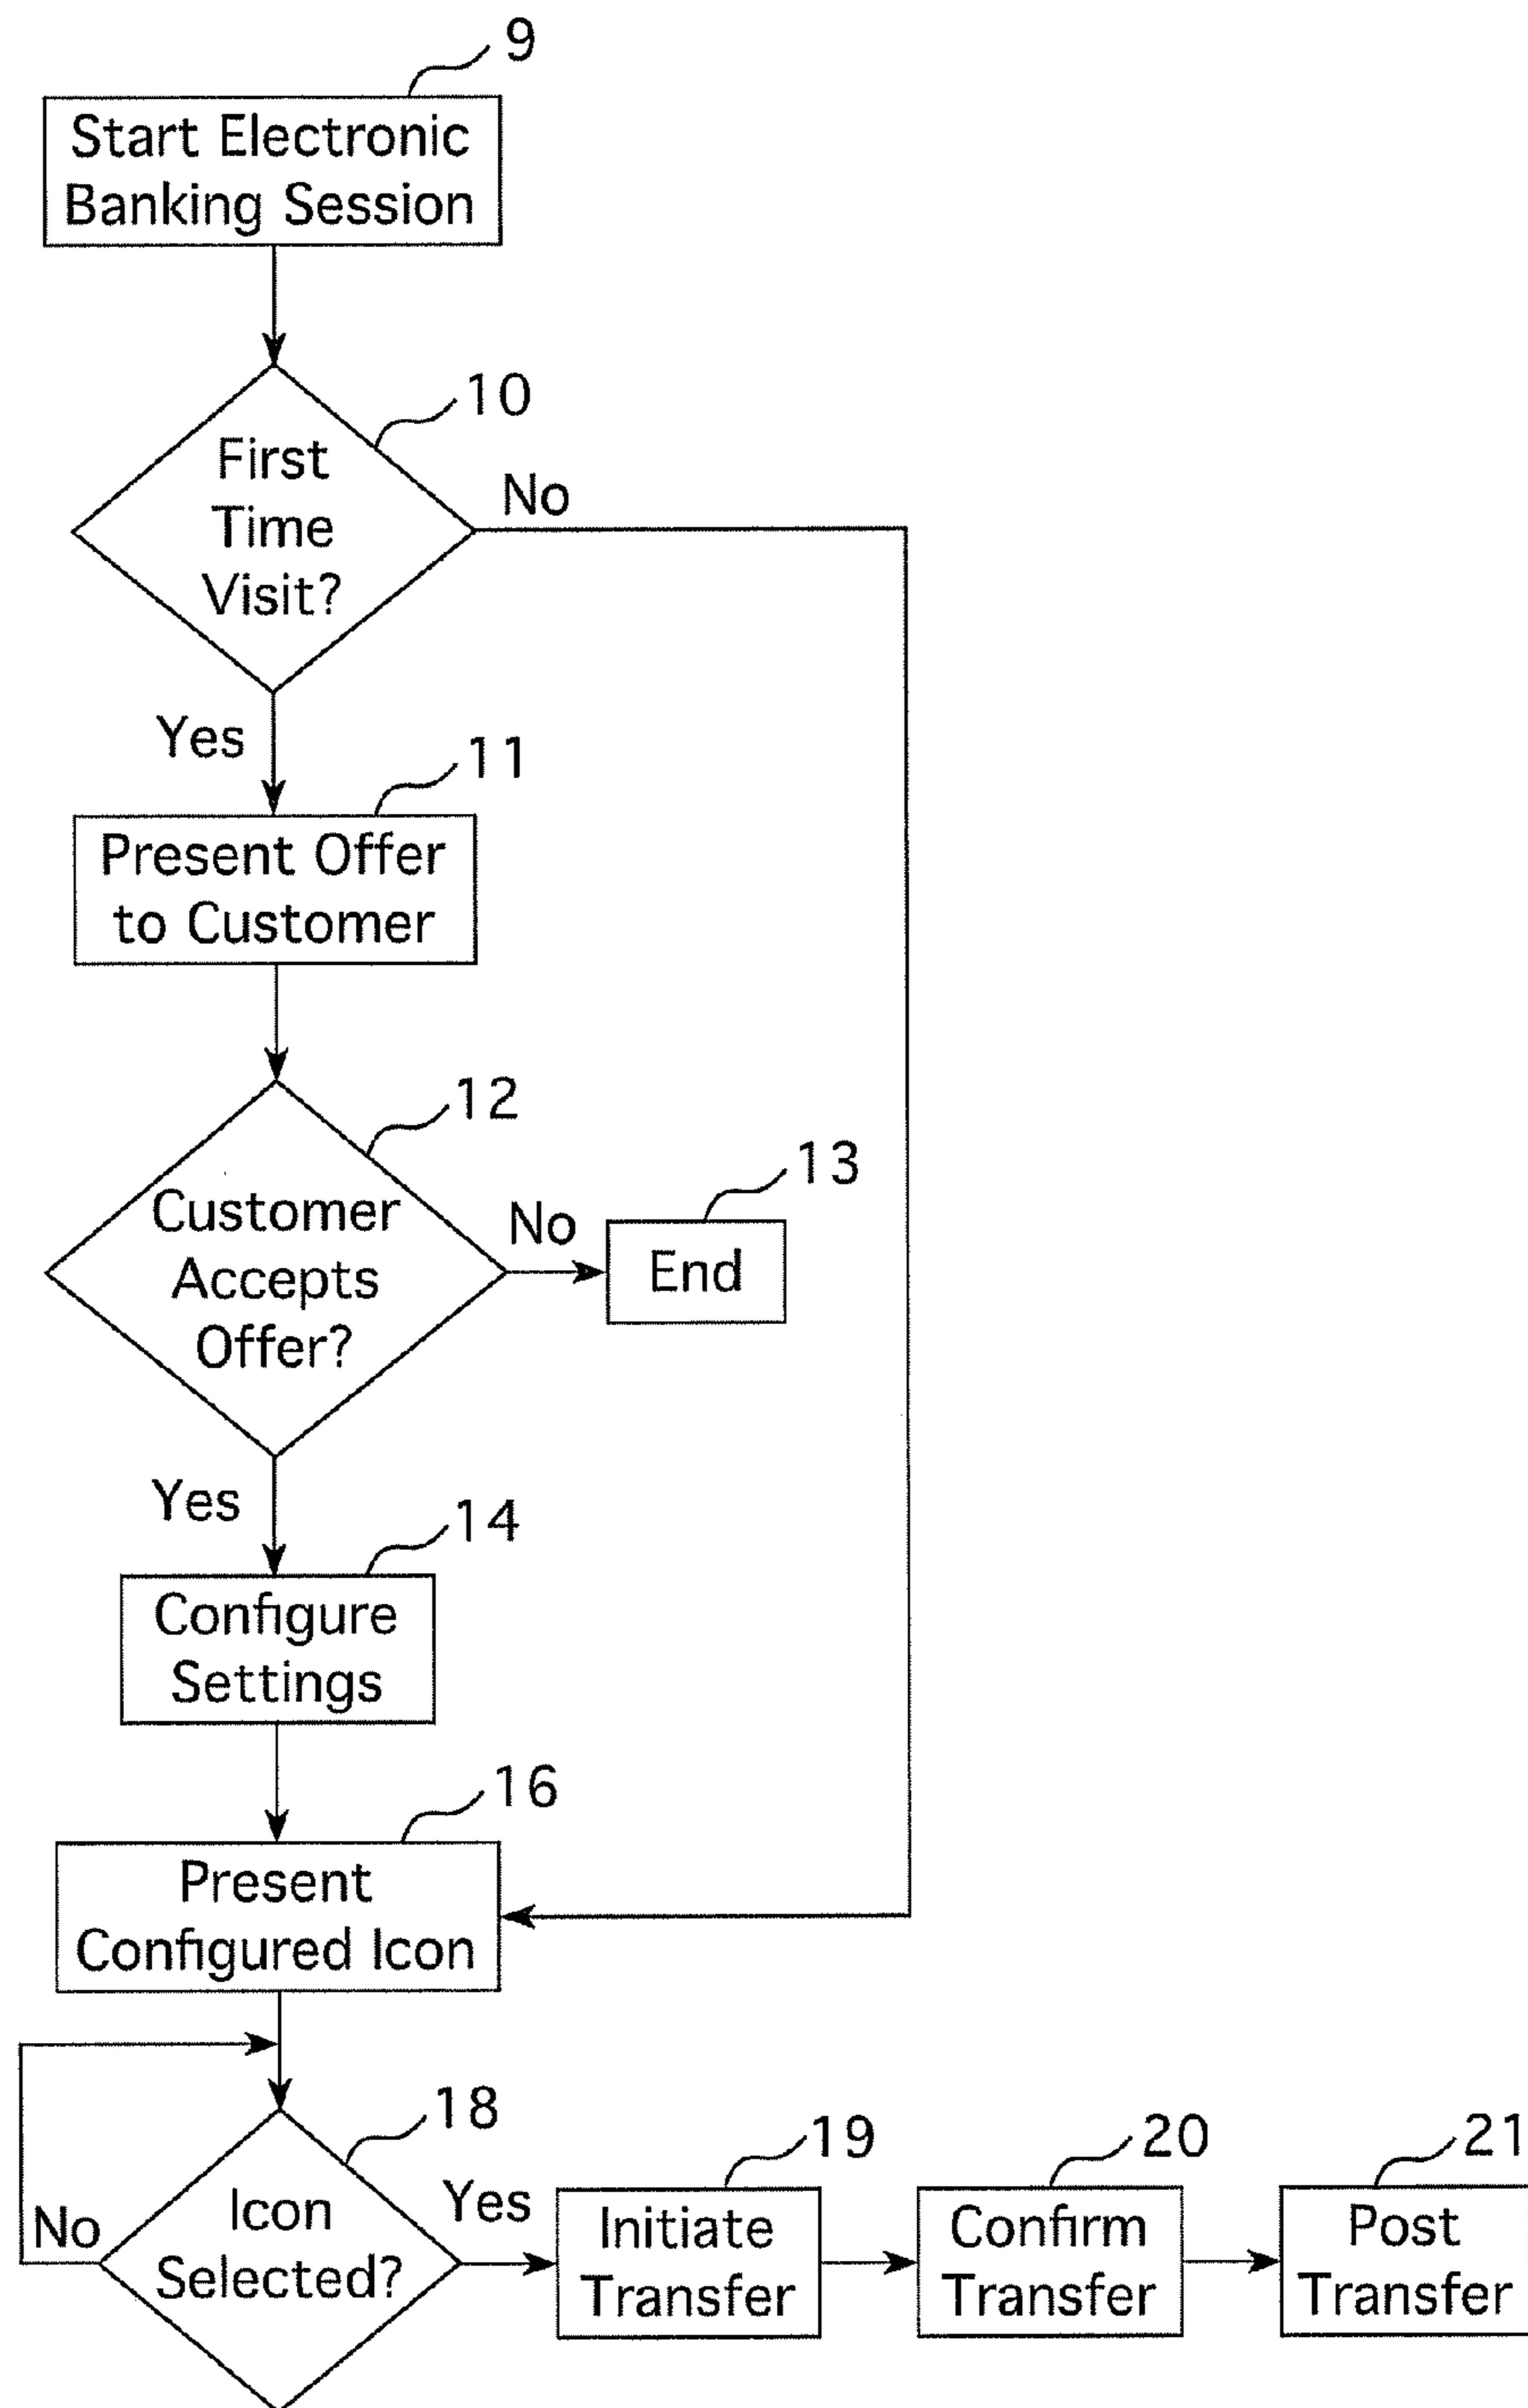 9
Start Electronic
Banking Session
10
First
Time
Visit?
No
Yes
11
Present Offer
to Customer
12
Customer
Accepts
Offer?
No
13
End
Yes
14
Configure
Settings
16
Present
Configured Icon
18
Icon
Selected?
No
Yes
19
Initiate
Transfer
20
Confirm
Transfer
21
Post
Transfer